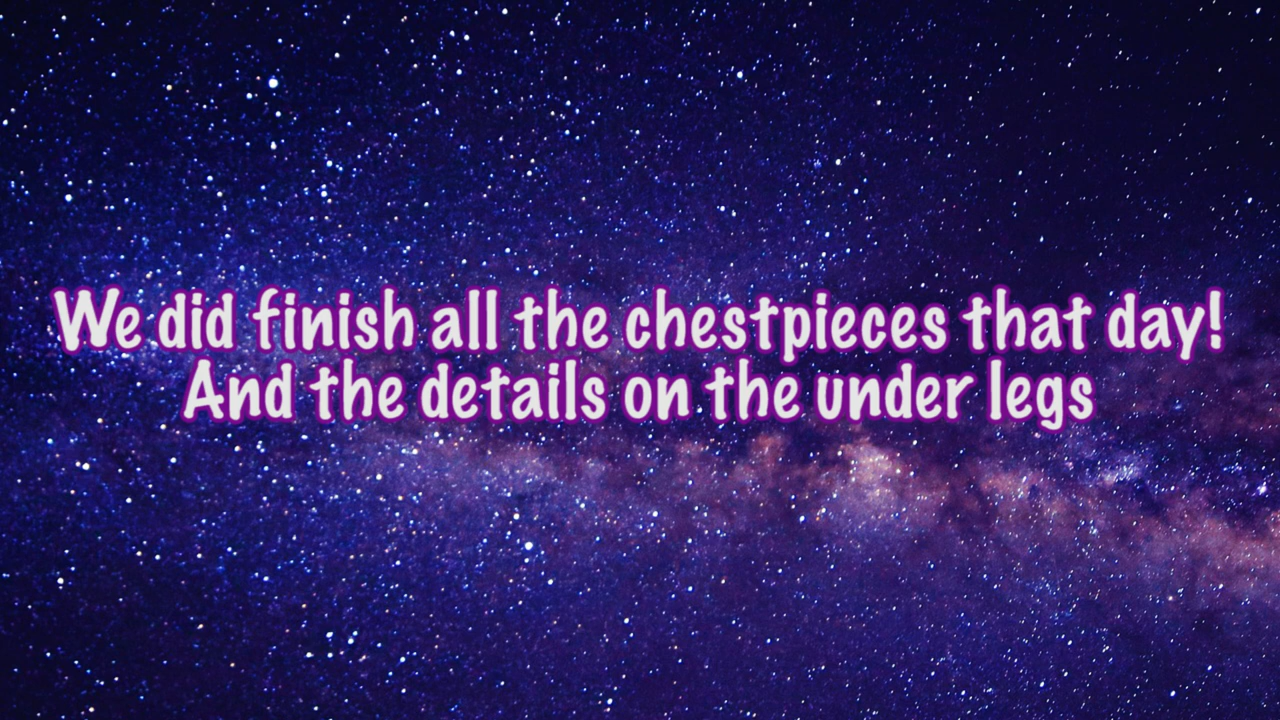 We did finish all the chestpieces that day!
And the details on the under legs